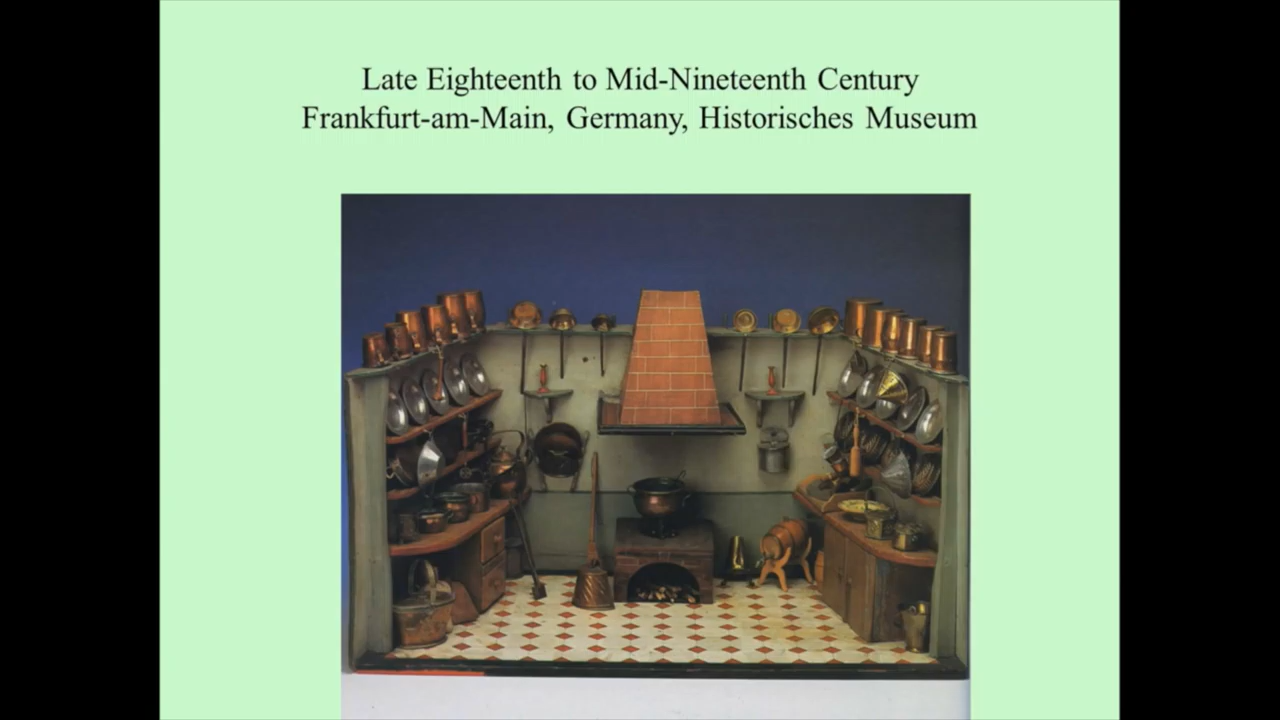 Late Eighteenth to Mid-Nineteenth Century
Frankfurt-am-Main, Germany, Historisches Museum